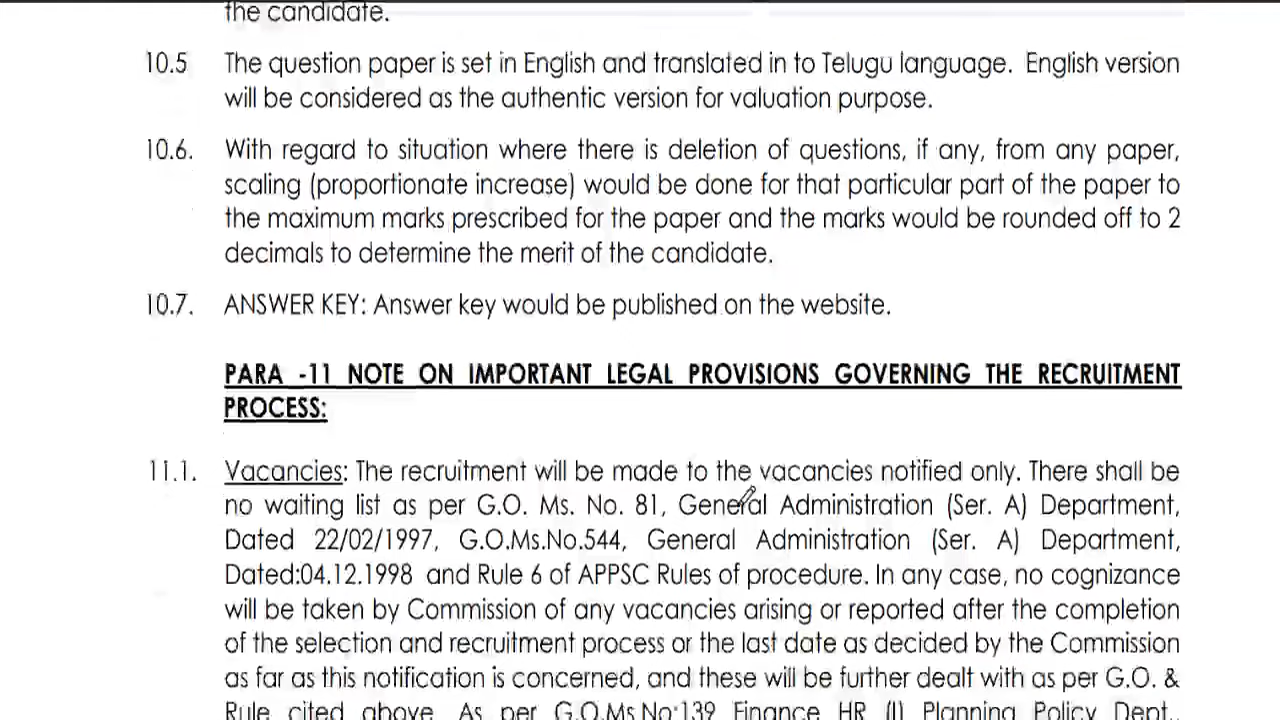 the candidate.
10.5 The question paper is set in English and translated in to Telugu language. English version
will be considered as the authentic version for valuation purpose.
10.6. With regard to situation where there is deletion of questions, if any, from any paper,
scaling (proportionate increase) would be done for that particular part of the paper to
the maximum marks prescribed for the paper and the marks would be rounded off to 2
decimals to determine the merit of the candidate.
10.7. ANSWER KEY: Answer key would be published on the website.
PARA -11 NOTE ON IMPORTANT LEGAL PROVISIONS GOVERNING THE RECRUITMENT
PROCESS:
11.1. Vacancies: The recruitment will be made to the vacancies notified only. There shall be
no waiting list as per G.O. Ms. No. 81, General Administration (Ser. A) Department,
Dated 22/02/1997, G.O.Ms.No.544, General Administration (Ser. A) Department,
Dated:04.12.1998 and Rule 6 of APPSC Rules of procedure. In any case, no cognizance
will be taken by Commission of any vacancies arising or reported after the completion
of the selection and recruitment process or the last date as decided by the Commission
as far as this notification is concerned, and these will be further dealt with as per G.O. &
Rule cited above. As per G.O.Ms.No:139 Finance HR (I) Planning Policy Dept.,